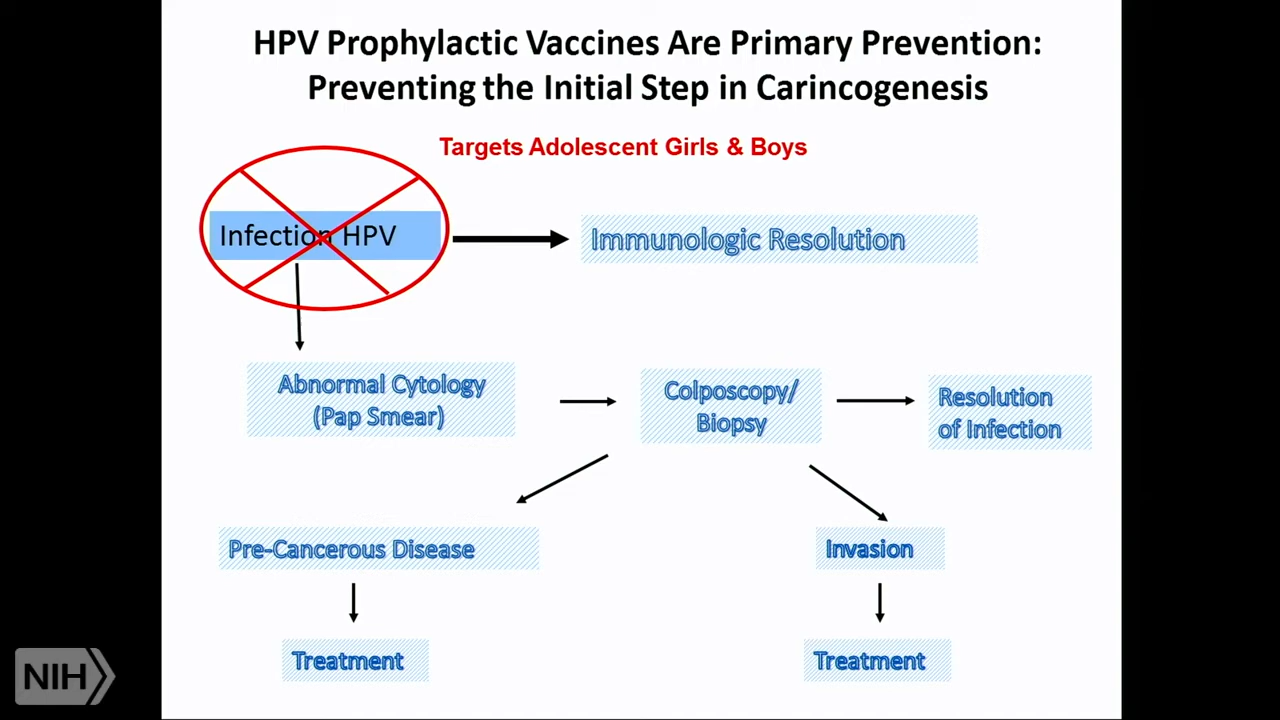 HPV Prophylactic Vaccines Are Primary Prevention:
Preventing the Initial Step in Carincogenesis
Targets Adolescent Girls & Boys
Infection HPV
Immunologic Resolution
Abnormal Cytology
(Pap Smear)
Colposcopy/
Biopsy
Resolution
of Infection
Pre-Cancerous Disease
Invasion
Treatment
Treatment
NIH